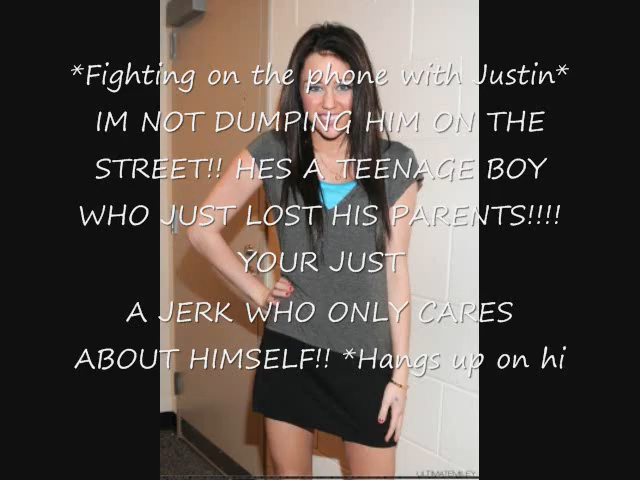 *Fighting on the phone with Justin*
IM NOT DUMPING HIM ON THE
STREET!! HES A TEENAGE BOY
WHO JUST LOST HIS PARENTS!!!!
YOUR JUST
A JERK WHO ONLY CARES
ABOUT HIMSELF!! *Hangs up on hi
ULTIMATEMILEY